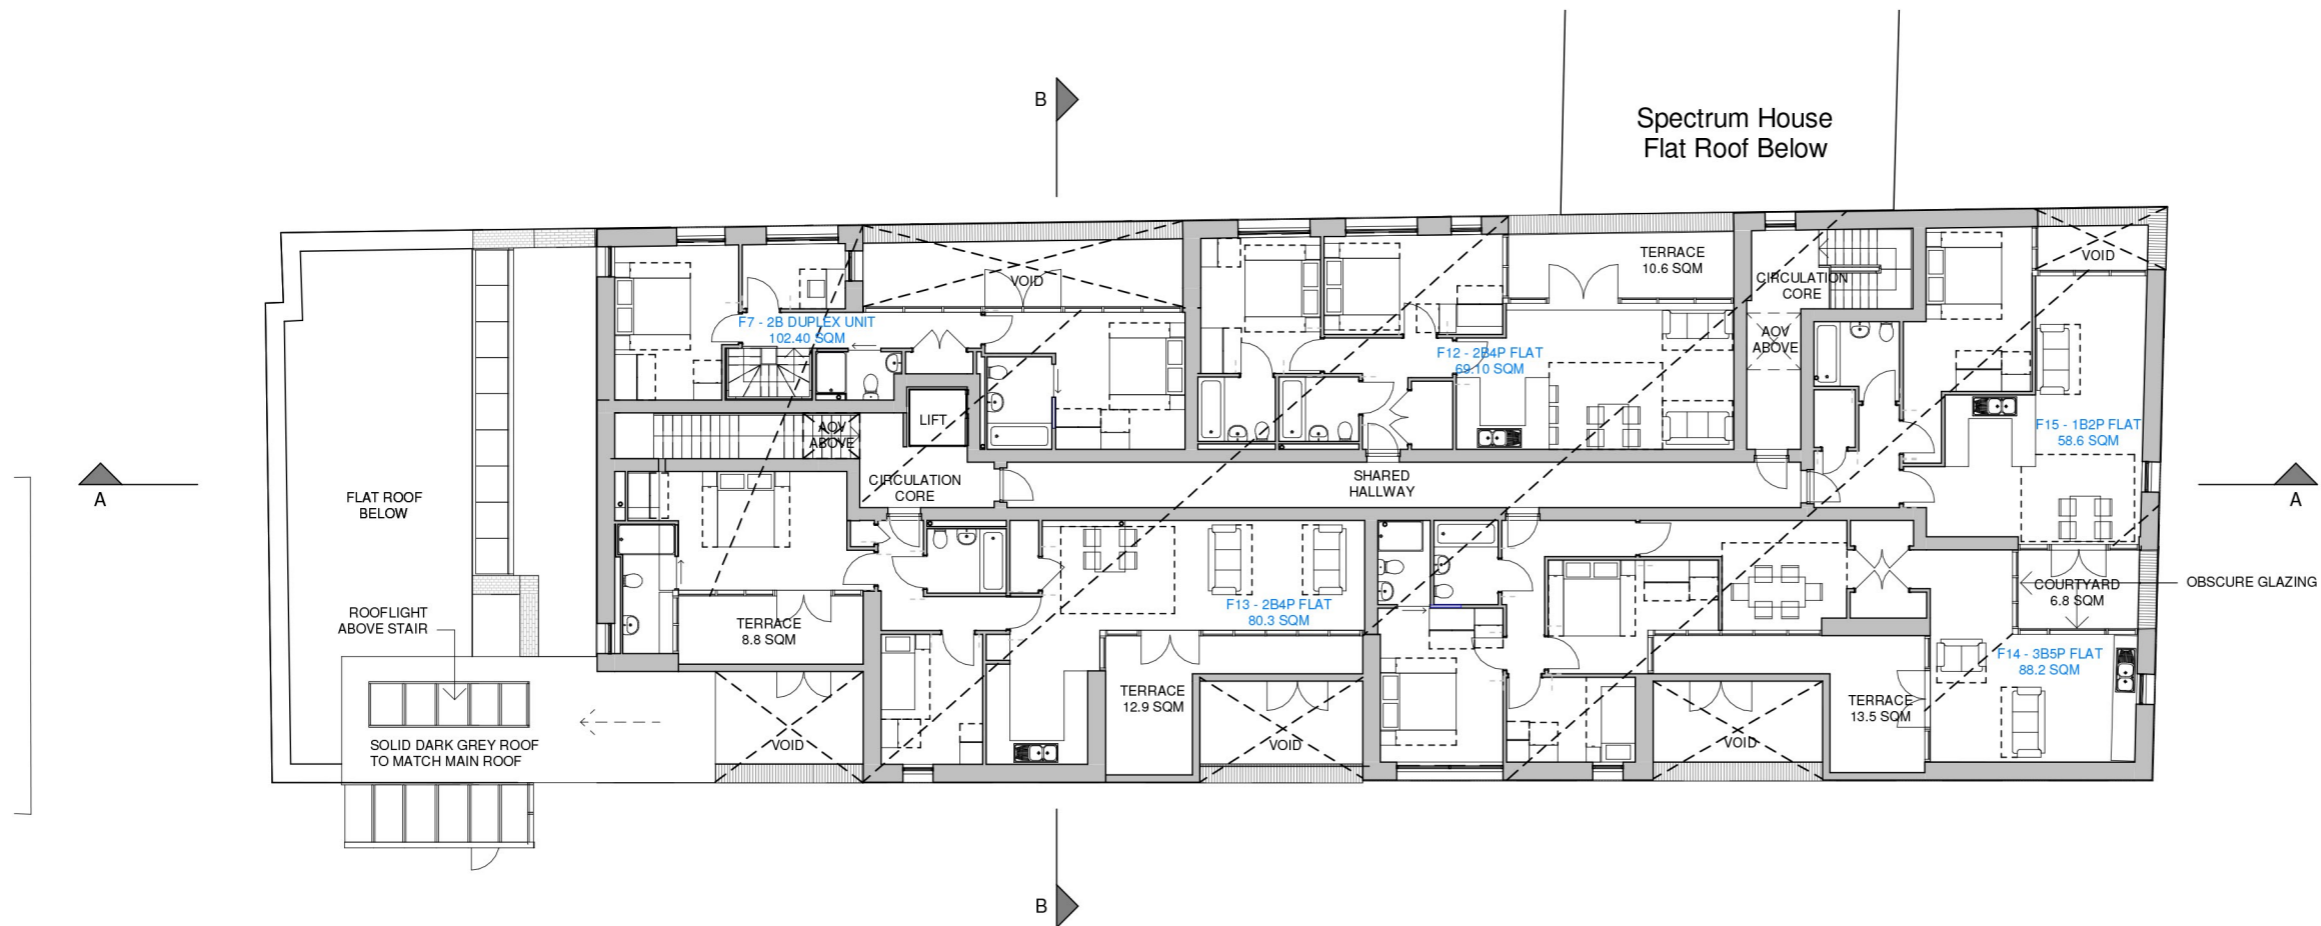 B
Spectrum House
Flat Roof Below
TERRACE
10.6 SQM
VOID
VOID
CIRCULATION
CORE
F7 - 2B DUPLEX UNIT
102.40 SQM
AOV
ABOVE
F12 - 2B4P FLAT
69.10 SQM
LIFT
AOV
ABOVE
F15 - 1B2P FLAT
58.6 SQM
A
FLAT ROOF
BELOW
CIRCULATION
CORE
SHARED
HALLWAY
A
OBSCURE GLAZING
COURTYARD
6.8 SQM
ROOFLIGHT
ABOVE STAIR
TERRACE
8.8 SQM
F13 - 2B4P FLAT
80.3 SQM
F14 - 3B5P FLAT
88.2 SQM
TERRACE
12.9 SQM
TERRACE
13.5 SQM
SOLID DARK GREY ROOF
TO MATCH MAIN ROOF
VOID
VOID
VOID
B